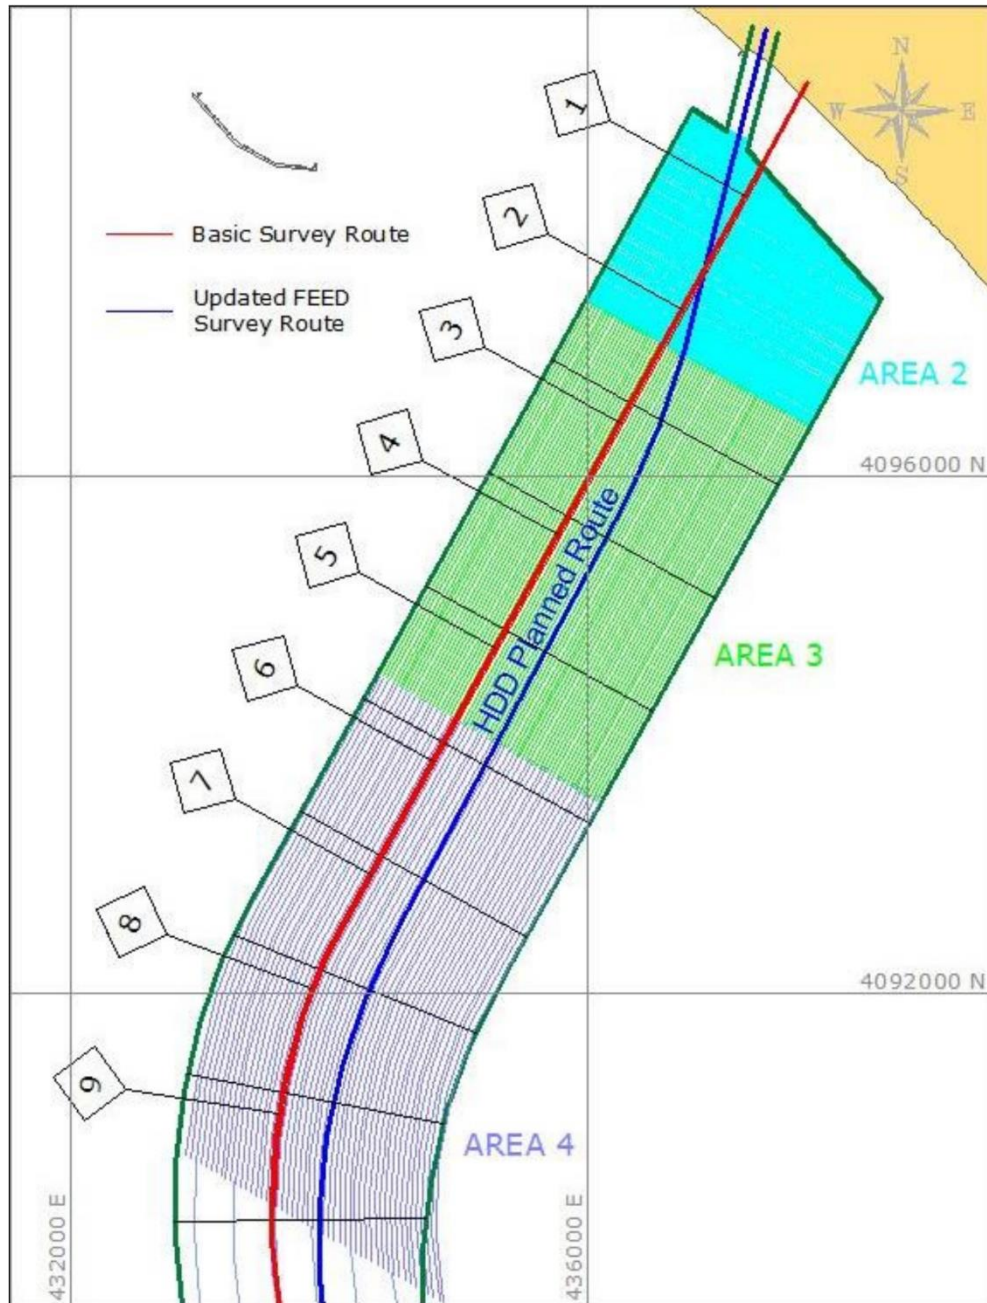 N
W
E
S
1
2
Basic Survey Route
Updated FEED
Survey Route
3
AREA 2
4
4096000 N
5
HDD Planned Route
AREA 3
6
7
8
4092000 N
9
AREA 4
432000 E
436000 E